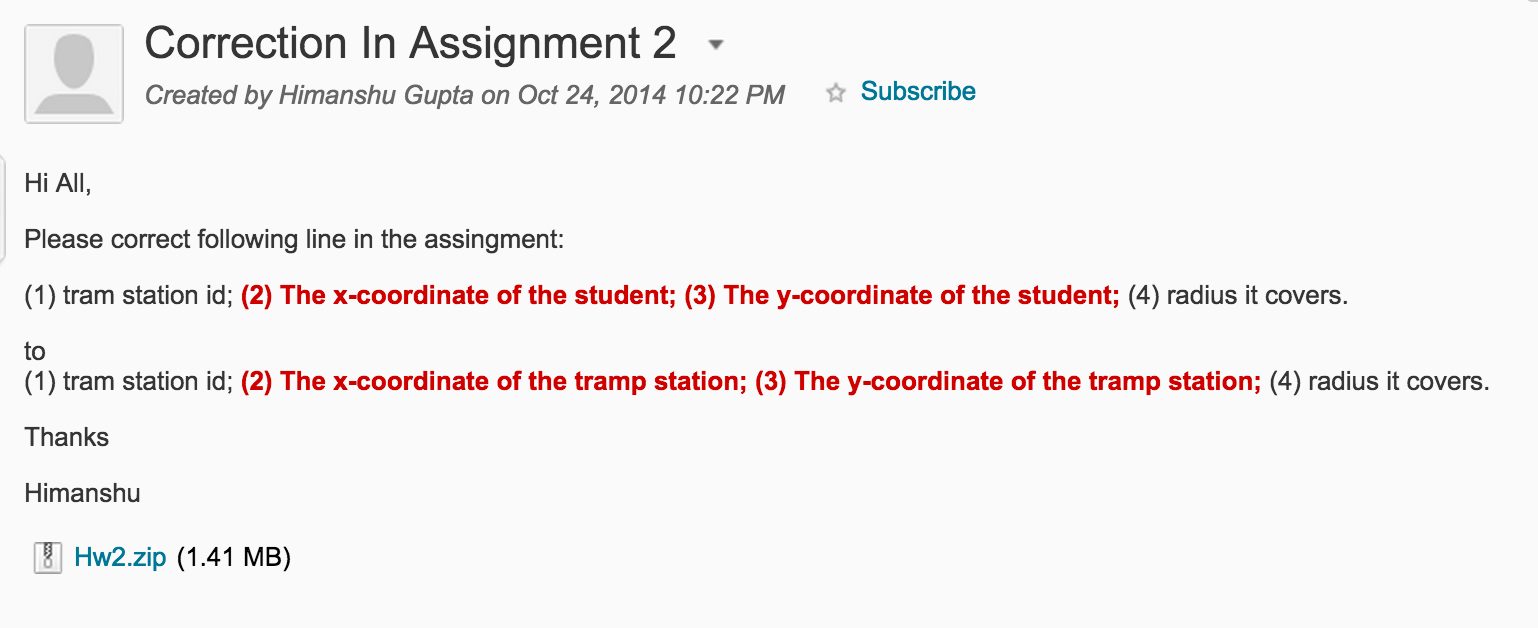 Correction In Assignment 2
Created by Himanshu Gupta on Oct 24, 2014 10:22 PM Subscribe
Hi All,
Please correct following line in the assingment:
(1) tram station id; (2) The x-coordinate of the student; (3) The y-coordinate of the student; (4) radius it covers.
to
(1) tram station id; (2) The x-coordinate of the tramp station; (3) The y-coordinate of the tramp station; (4) radius it covers.
Thanks
Himanshu
Hw2.zip (1.41 MB)